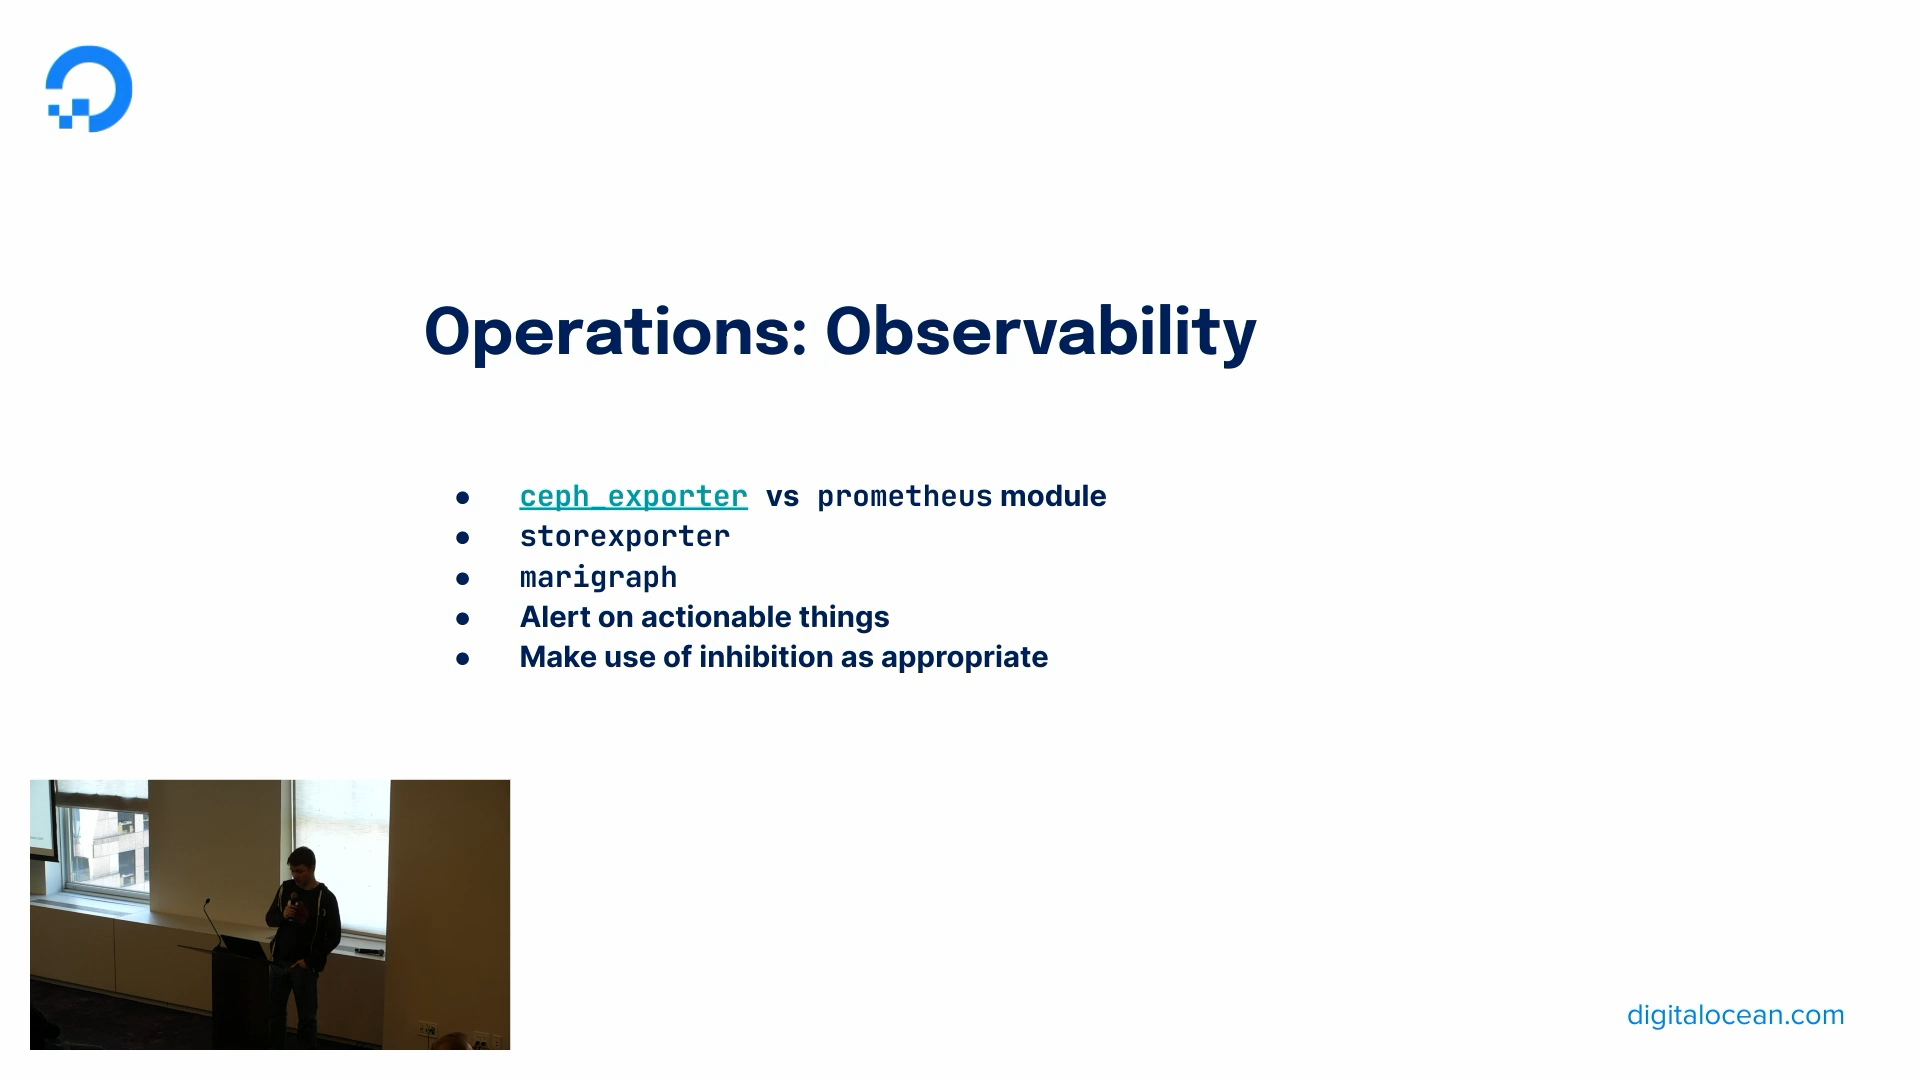 Operations: Observability
● ceph_exporter vs prometheus module
● storexporter
● marigraph
● Alert on actionable things
● Make use of inhibition as appropriate
digitalocean.com